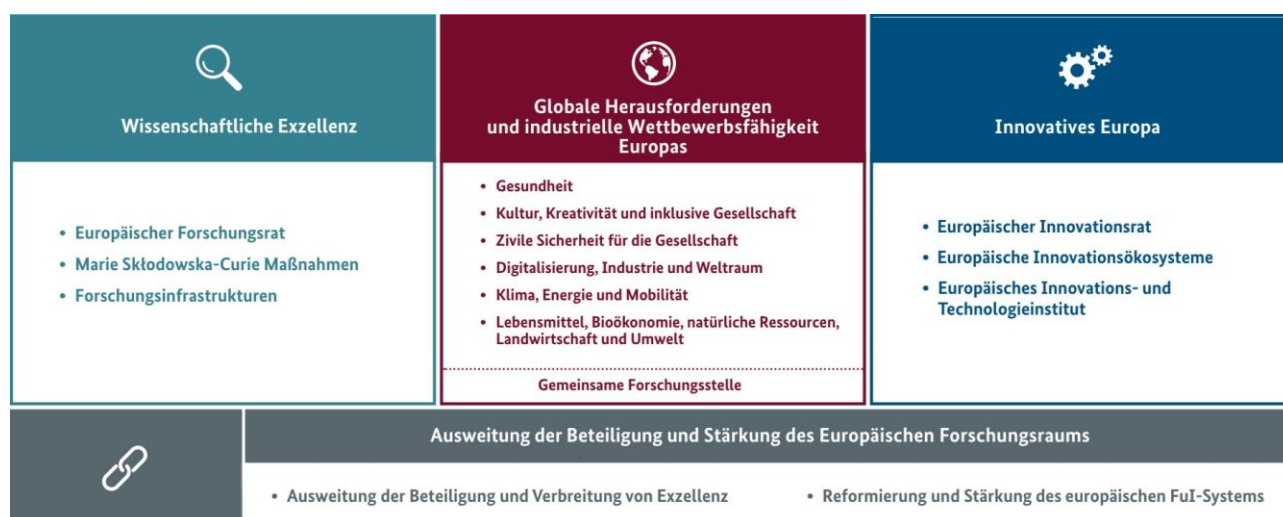 Wissenschaftliche Exzellenz
• Europäischer Forschungsrat
• Marie Skłodowska-Curie Maßnahmen
• Forschungsinfrastrukturen
Globale Herausforderungen
und industrielle Wettbewerbsfähigkeit
Europas
• Gesundheit
• Kultur, Kreativität und inklusive Gesellschaft
• Zivile Sicherheit für die Gesellschaft
• Digitalisierung, Industrie und Weltraum
• Klima, Energie und Mobilität
• Lebensmittel, Bioökonomie, natürliche Ressourcen,
Landwirtschaft und Umwelt
Gemeinsame Forschungsstelle
Innovatives Europa
• Europäischer Innovationsrat
• Europäische Innovationsökosysteme
• Europäisches Innovations- und
Technologieinstitut
Ausweitung der Beteiligung und Stärkung des Europäischen Forschungsraums
• Ausweitung der Beteiligung und Verbreitung von Exzellenz
• Reformierung und Stärkung des europäischen FuI-Systems